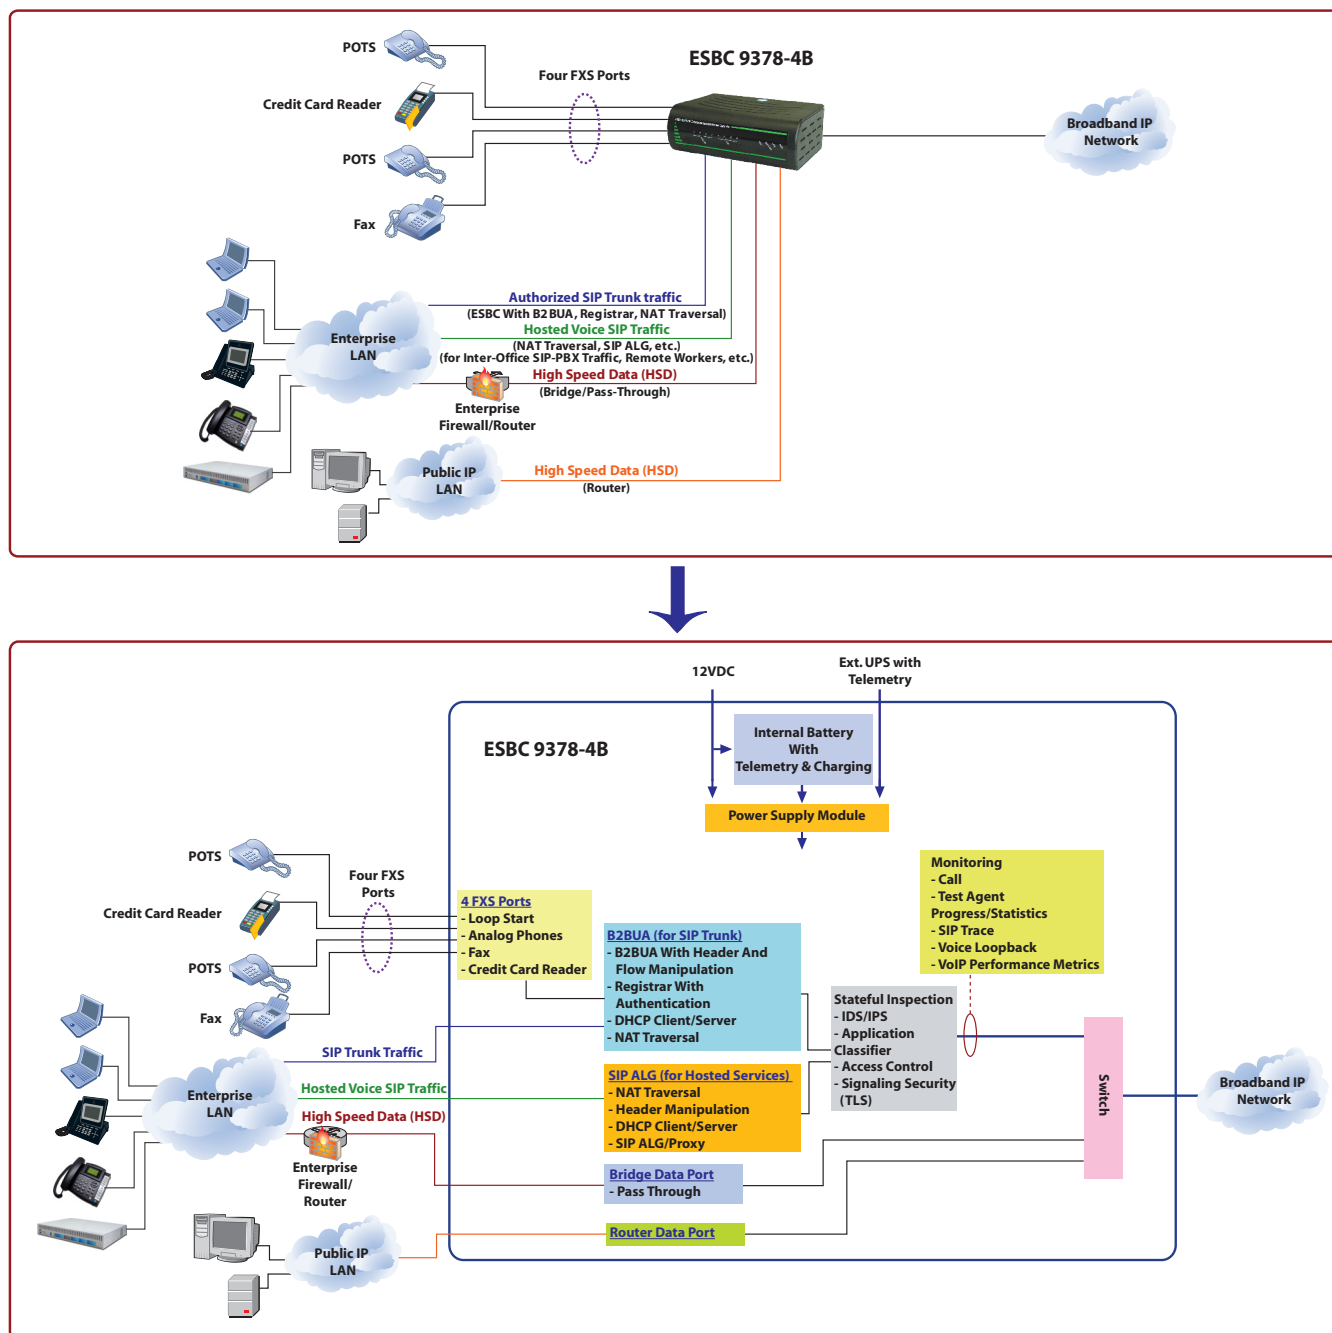 POTS
ESBC 9378-4B
Four FXS Ports
Credit Card Reader
Broadband IP
Network
POTS
Fax
Authorized SIP Trunk traffic
(ESBC With B2BUA, Registrar, NAT Traversal)
Hosted Voice SIP Traffic
(NAT Traversal, SIP ALG, etc.)
(for Inter-Office SIP-PBX Traffic, Remote Workers, etc.)
Enterprise
LAN
High Speed Data (HSD)
(Bridge/Pass-Through)
Enterprise
Firewall/Router
Public IP
LAN
High Speed Data (HSD)
(Router)
12VDC
Ext. UPS with
Telemetry
ESBC 9378-4B
Internal Battery
With
Telemetry & Charging
Power Supply Module
POTS
Four FXS
Ports
Credit Card Reader
POTS
Fax
4 FXS Ports
- Loop Start
- Analog Phones
- Fax
- Credit Card Reader
B2BUA (for SIP Trunk)
- B2BUA With Header And
Flow Manipulation
- Registrar With
Authentication
- DHCP Client/Server
- NAT Traversal
Monitoring
- Call
- Test Agent
Progress/Statistics
- SIP Trace
- Voice Loopback
- VoIP Performance Metrics
Stateful Inspection
- IDS/IPS
- Application
Classifier
- Access Control
- Signaling Security
(TLS)
SIP Trunk Traffic
Hosted Voice SIP Traffic
High Speed Data (HSD)
Enterprise
LAN
Enterprise
Firewall/
Router
SIP ALG (for Hosted Services)
- NAT Traversal
- Header Manipulation
- DHCP Client/Server
- SIP ALG/Proxy
Bridge Data Port
- Pass Through
Router Data Port
Switch
Broadband IP
Network
Public IP
LAN